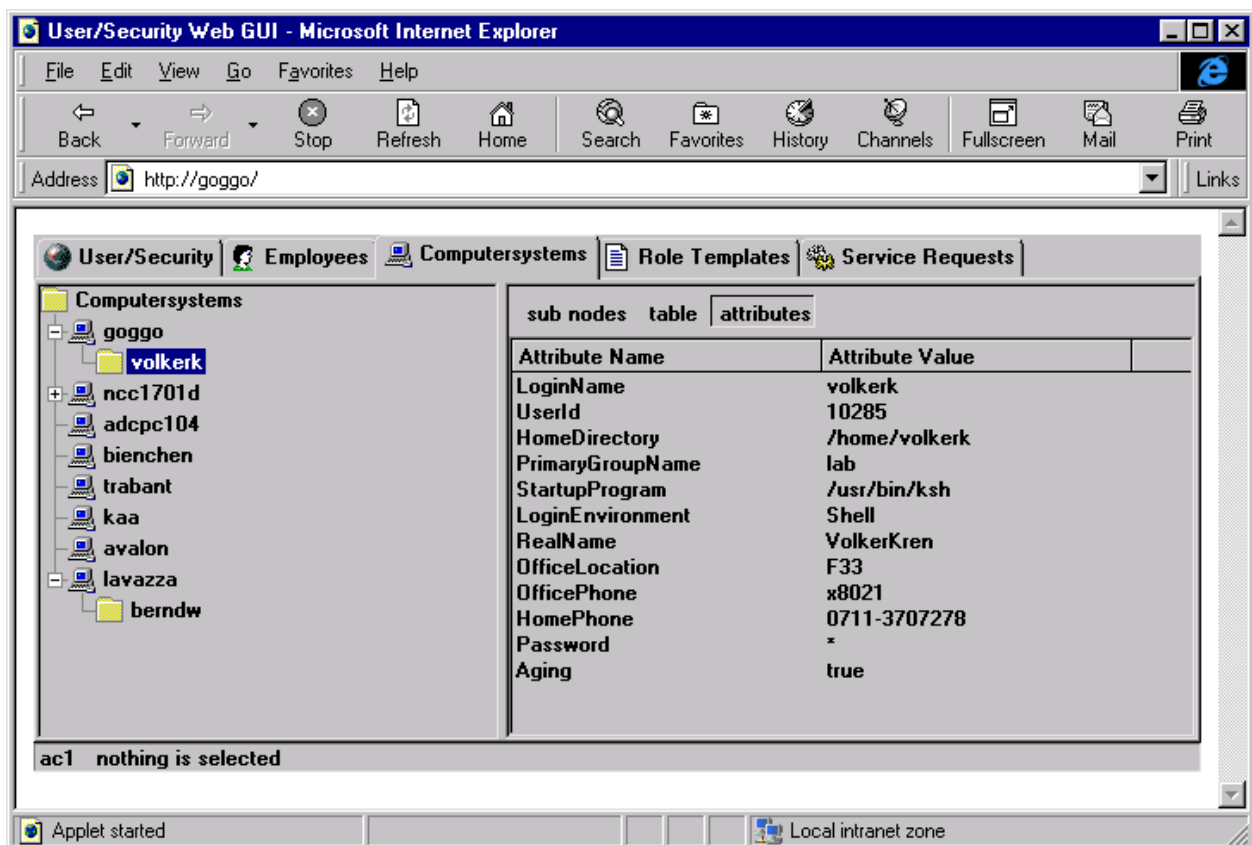 User/Security Web GUI - Microsoft Internet Explorer
File Edit View Go Favorites Help
Back Forward Stop Refresh Home Search Favorites History Channels Fullscreen Mail Print
Address http://goggo/ Links
User/Security Employees Computersystems Role Templates Service Requests
Computersystems
goggo
volkerk
ncc1701d
adcpc104
bienchen
trabant
kaa
avalon
lavazza
berndw
sub nodes table attributes
Attribute Name Attribute Value
LoginName volkerk
UserId 10285
HomeDirectory /home/volkerk
PrimaryGroupName lab
StartupProgram /usr/bin/ksh
LoginEnvironment Shell
RealName VolkerKren
OfficeLocation F33
OfficePhone x8021
HomePhone 0711-3707278
Password *
Aging true
ac1 nothing is selected
Applet started Local intranet zone